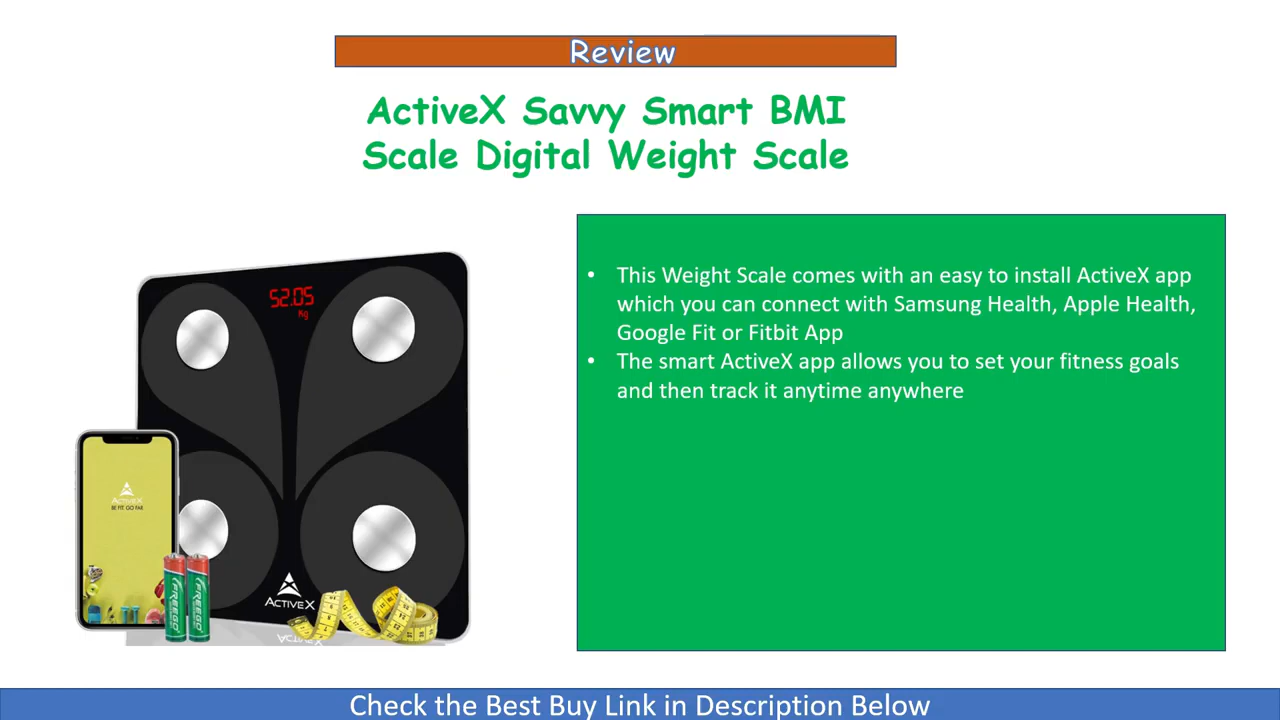 Review
ActiveX Savvy Smart BMI
Scale Digital Weight Scale
• This Weight Scale comes with an easy to install ActiveX app
which you can connect with Samsung Health, Apple Health,
Google Fit or Fitbit App
• The smart ActiveX app allows you to set your fitness goals
and then track it anytime anywhere
52.05
Kg
ACTIVEX
BE FIT. GO FAR.
FREEGO
FREEGO
ACTIVEX
Check the Best Buy Link in Description Below